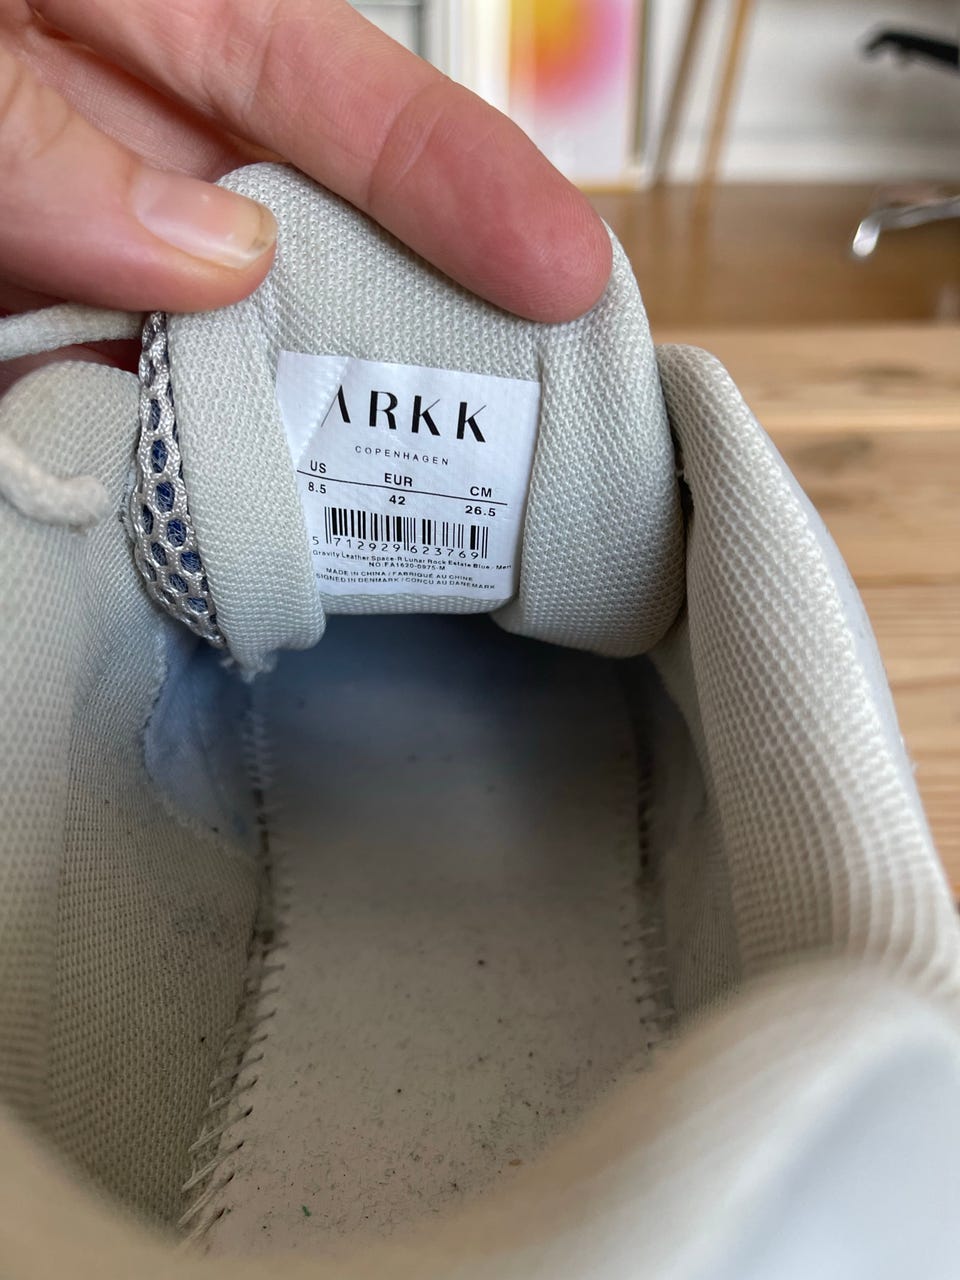 ARKK
COPENHAGEN
US EUR CM
8.5 42 26.5
5 712929 623769
Gravity Leather Space-R Lunar Rock Estate Blue - Men
NO.FA1620-0975-M
MADE IN CHINA / FABRIQUÉ AU CHINE
SIGNED IN DENMARK / CONÇU AU DANEMARK